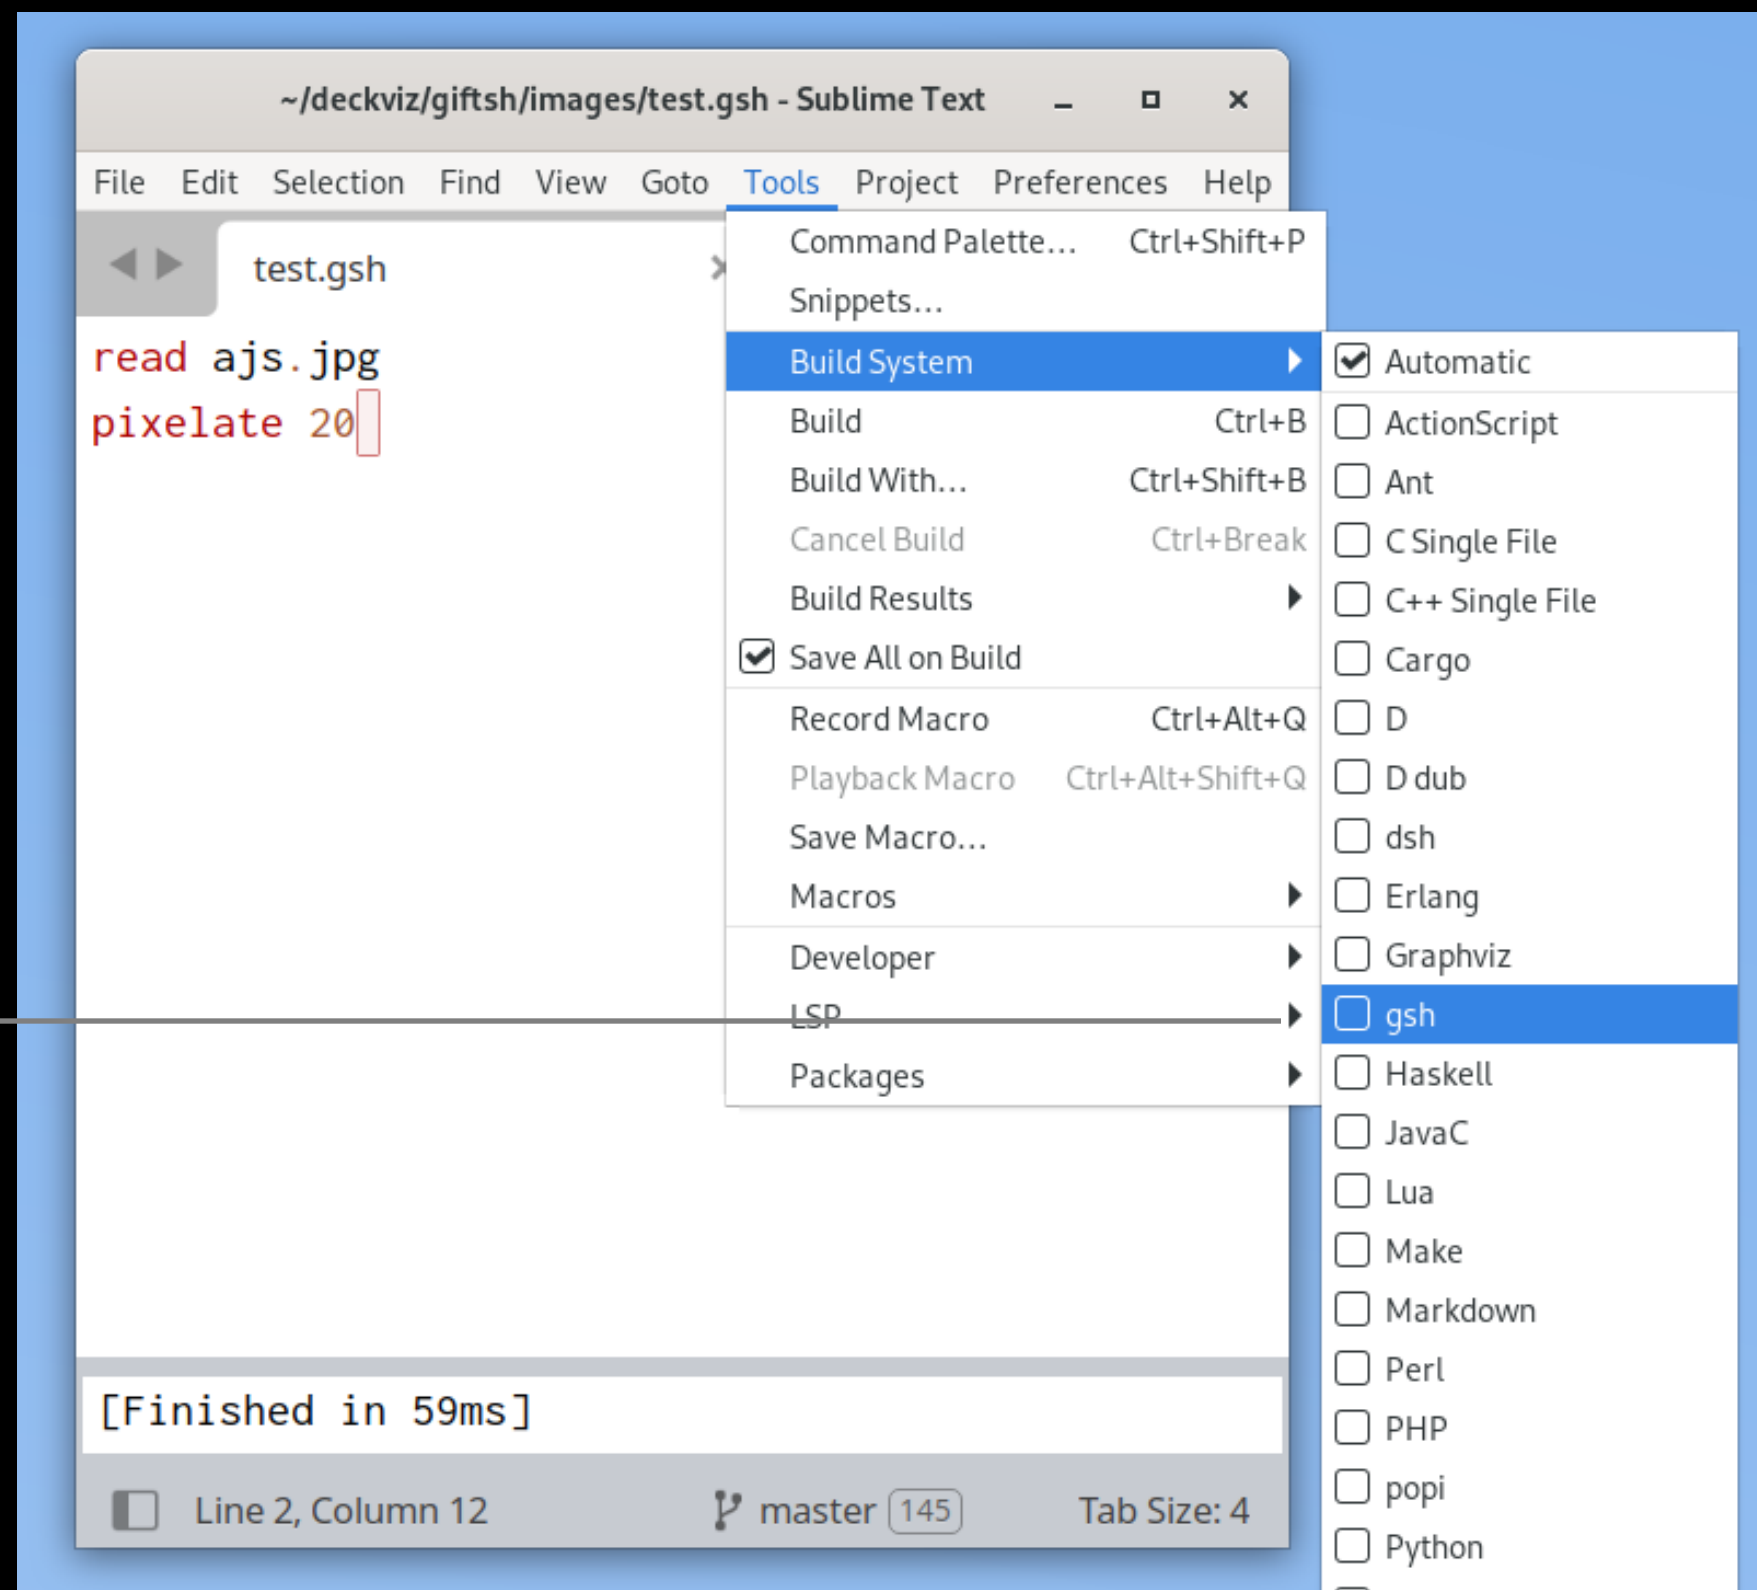 ~/deckviz/giftsh/images/test.gsh - Sublime Text
File Edit Selection Find View Goto Tools Project Preferences Help
test.gsh
read ajs.jpg
pixelate 20
Command Palette... Ctrl+Shift+P
Snippets...
Build System
Build Ctrl+B
Build With... Ctrl+Shift+B
Cancel Build Ctrl+Break
Build Results
Save All on Build
Record Macro Ctrl+Alt+Q
Playback Macro Ctrl+Alt+Shift+Q
Save Macro...
Macros
Developer
LSP
Packages
Automatic
ActionScript
Ant
C Single File
C++ Single File
Cargo
D
D dub
dsh
Erlang
Graphviz
gsh
Haskell
JavaC
Lua
Make
Markdown
Perl
PHP
popi
Python
[Finished in 59ms]
Line 2, Column 12 master 145 Tab Size: 4